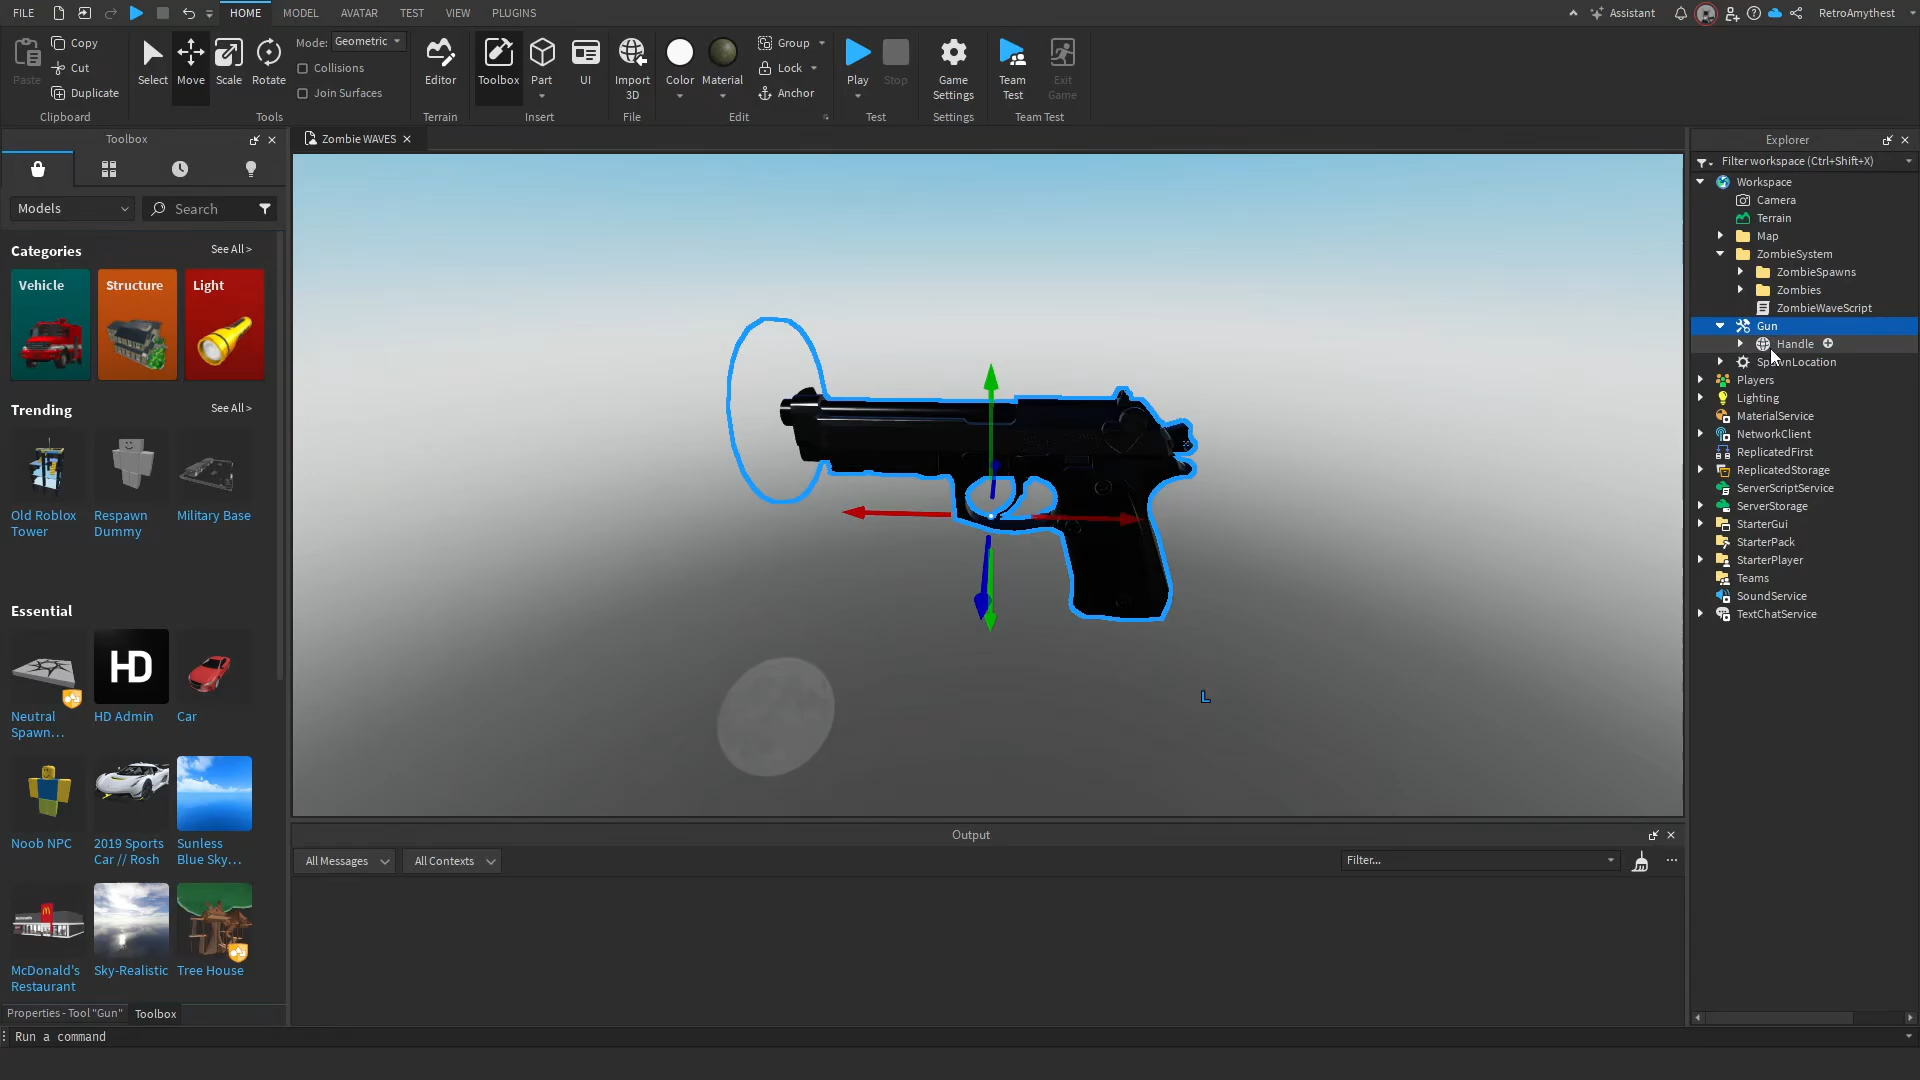 FILE
HOME
MODEL
AVATAR
TEST
VIEW
PLUGINS
Assistant
RetroAmythest
Paste
Copy
Cut
Duplicate
Clipboard
Select
Move
Scale
Rotate
Mode: Geometric
Collisions
Join Surfaces
Tools
Editor
Terrain
Toolbox
Part
UI
Insert
Import
3D
File
Color
Material
Group
Lock
Anchor
Edit
Play
Stop
Test
Game
Settings
Settings
Team
Test
Exit
Game
Team Test
Toolbox
Models
Search
Categories
See All >
Vehicle
Structure
Light
Trending
See All >
Old Roblox
Tower
Respawn
Dummy
Military Base
Essential
HD
Neutral
Spawn...
HD Admin
Car
Noob NPC
2019 Sports
Car // Rosh
Sunless
Blue Sky...
McDonald's
Restaurant
Sky-Realistic
Tree House
Properties - Tool "Gun"
Toolbox
Run a command
Zombie WAVES
L
Output
All Messages
All Contexts
Filter...
Explorer
Filter workspace (Ctrl+Shift+X)
Workspace
Camera
Terrain
Map
ZombieSystem
ZombieSpawns
Zombies
ZombieWaveScript
Gun
Handle
SpawnLocation
Players
Lighting
MaterialService
NetworkClient
ReplicatedFirst
ReplicatedStorage
ServerScriptService
ServerStorage
StarterGui
StarterPack
StarterPlayer
Teams
SoundService
TextChatService